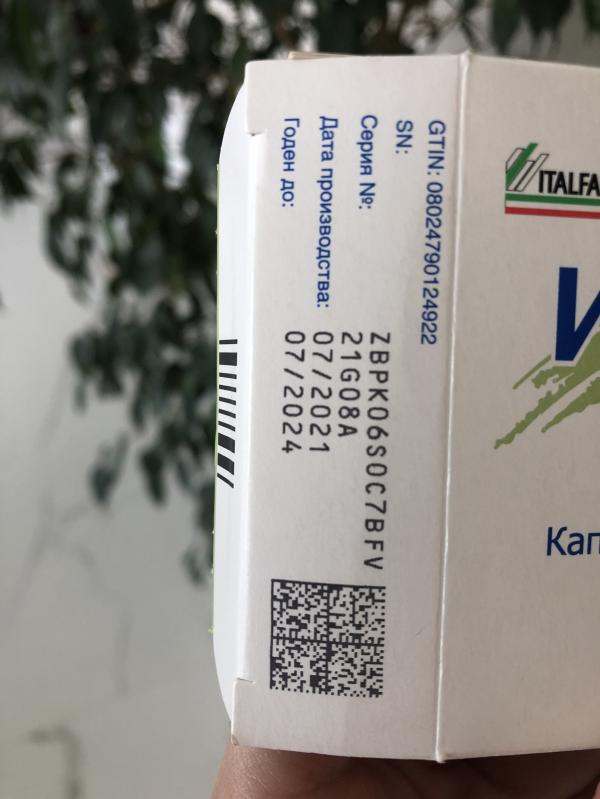 GTIN: 08024790124922
SN: ZBPK06S0C7BFV
Серия №: 21G08A
Дата производства: 07/2021
Годен до: 07/2024
ITALFA
И
Кап